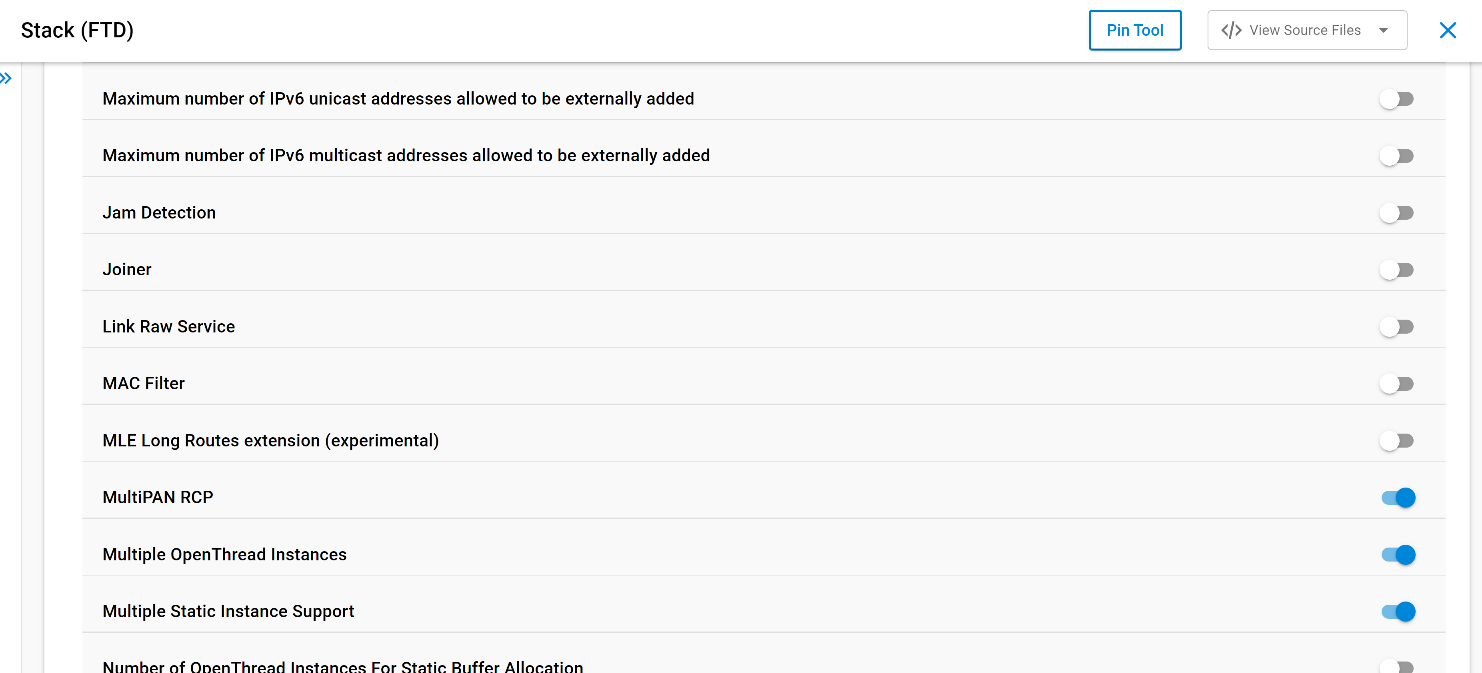 Stack (FTD)
Pin Tool
</> View Source Files
Maximum number of IPv6 unicast addresses allowed to be externally added
Maximum number of IPv6 multicast addresses allowed to be externally added
Jam Detection
Joiner
Link Raw Service
MAC Filter
MLE Long Routes extension (experimental)
MultiPAN RCP
Multiple OpenThread Instances
Multiple Static Instance Support
Number of OpenThread Instances For Static Buffer Allocation